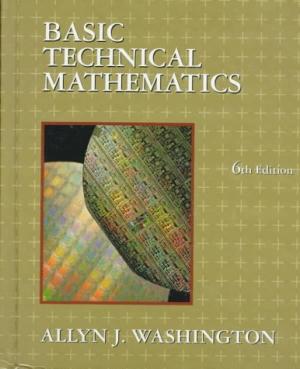 BASIC
TECHNICAL
MATHEMATICS
6th Edition
ALLYN J. WASHINGTON